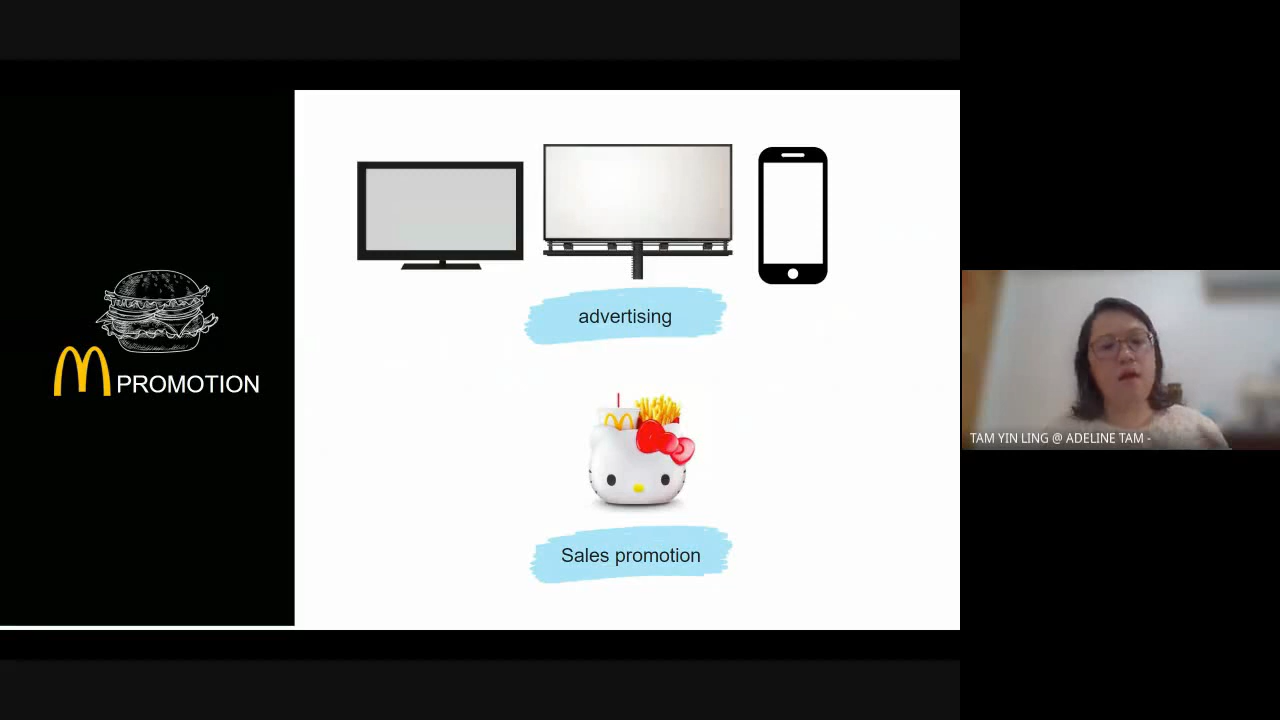 advertising
PROMOTION
Sales promotion
TAM YIN LING @ ADELINE TAM -